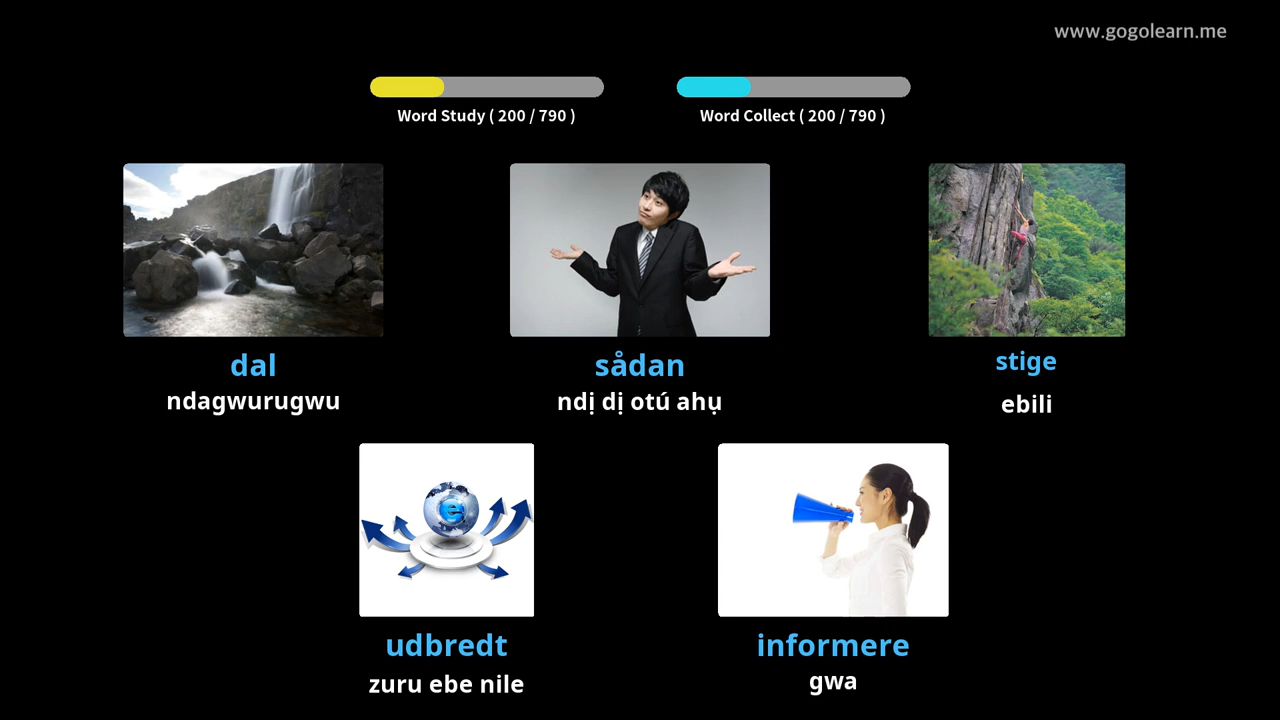 www.gogolearn.me
Word Study ( 200 / 790 )
Word Collect ( 200 / 790 )
dal
ndagwurugwu
sådan
ndị dị otú ahụ
stige
ebili
e
udbredt
zuru ebe nile
informere
gwa